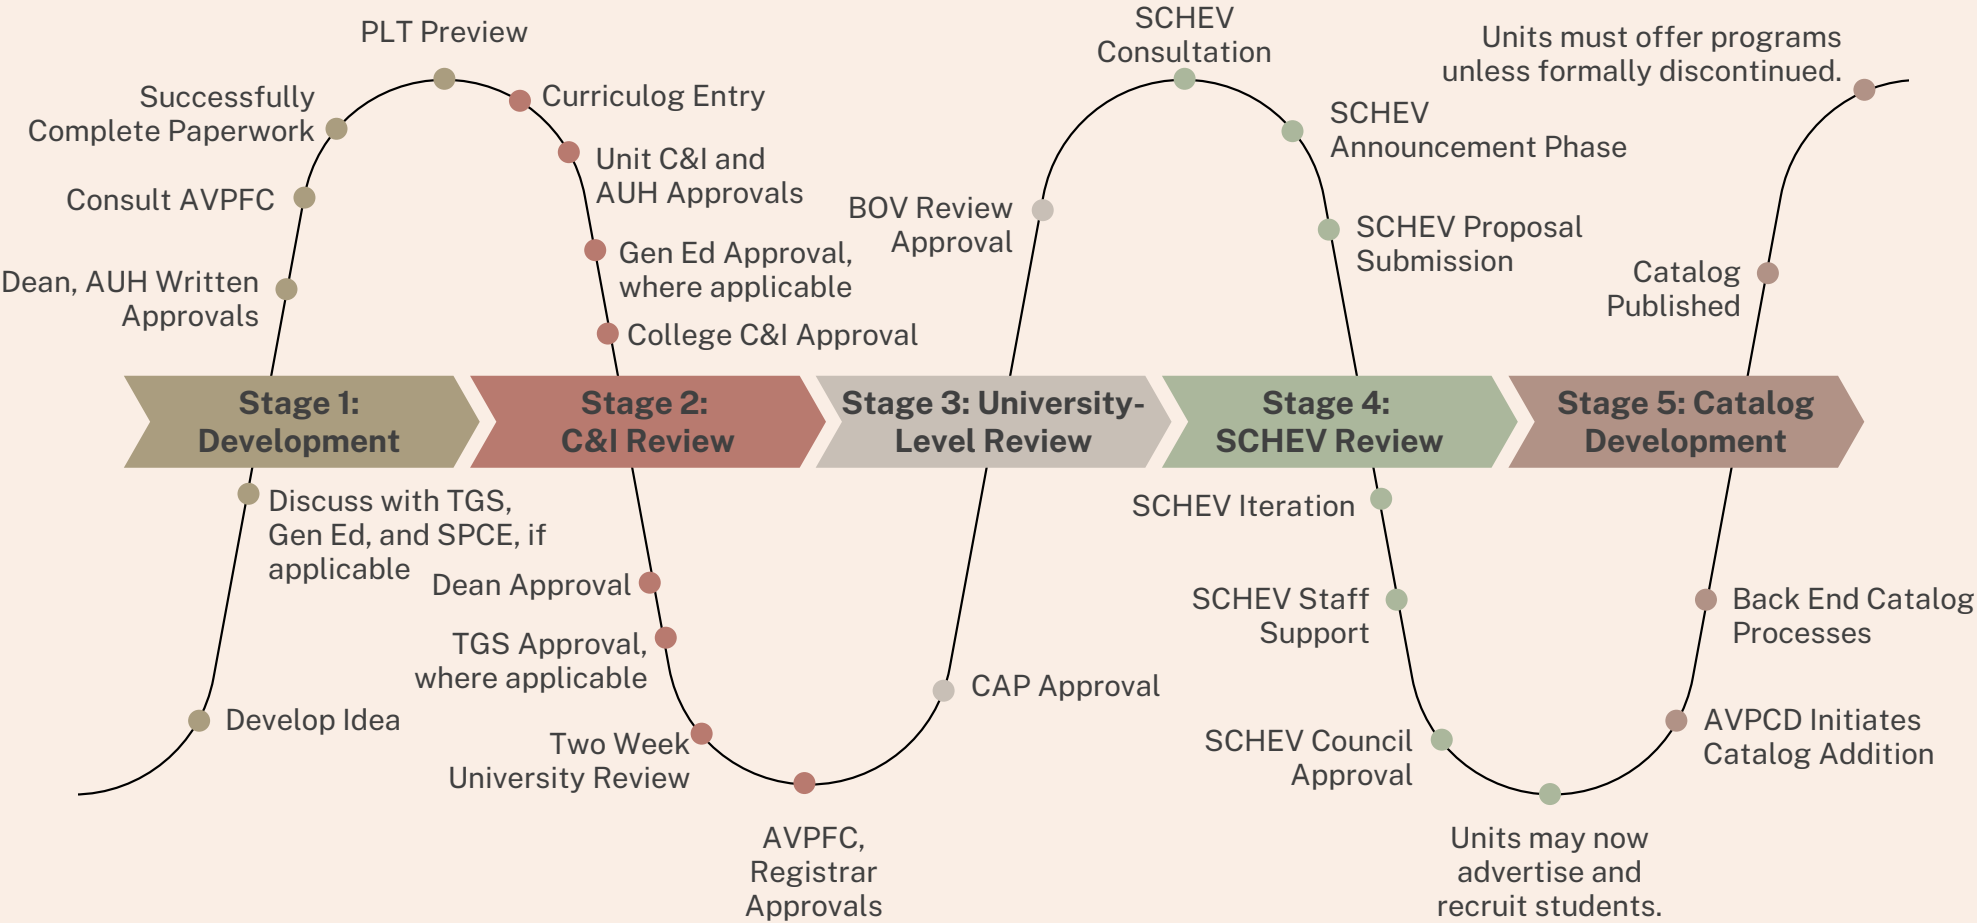 PLT Preview
Successfully
Complete Paperwork
Consult AVPFC
Dean, AUH Written
Approvals
Curriculog Entry
Unit C&I and
AUH Approvals
Gen Ed Approval,
where applicable
College C&I Approval
BOV Review
Approval
SCHEV
Consultation
SCHEV
Announcement Phase
SCHEV Proposal
Submission
Units must offer programs
unless formally discontinued.
Catalog
Published
Stage 1:
Development
Stage 2:
C&I Review
Stage 3: University-
Level Review
Stage 4:
SCHEV Review
Stage 5: Catalog
Development
Discuss with TGS,
Gen Ed, and SPCE, if
applicable
Develop Idea
Dean Approval
TGS Approval,
where applicable
Two Week
University Review
AVPFC,
Registrar
Approvals
CAP Approval
SCHEV Iteration
SCHEV Staff
Support
SCHEV Council
Approval
Units may now
advertise and
recruit students.
Back End Catalog
Processes
AVPCD Initiates
Catalog Addition